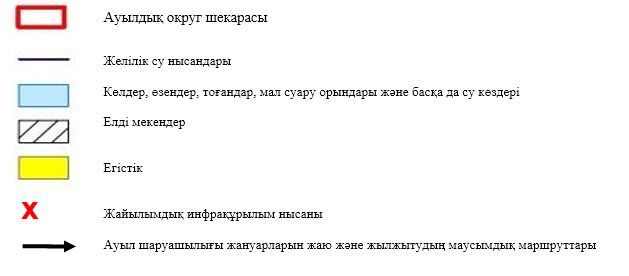 Ауылдық округ шекарасы
Желілік су нысандары
Көлдер, өзендер, тоғандар, мал суару орындары және басқа да су көздері
Елді мекендер
Егістік
Жайылымдық инфрақұрылым нысаны
Ауыл шаруашылығы жануарларын жаю және жылжытудың маусымдық маршруттары